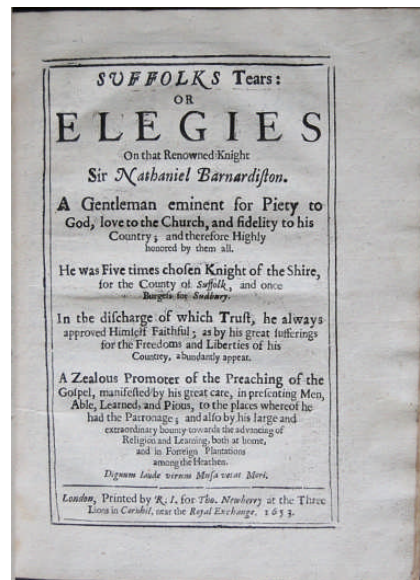 SUFFOLKS Tears:
OR
ELEGIES
On that Renowned Knight
Sir Nathaniel Barnardiſton.
A Gentleman eminent for Piety to
God, love to the Church, and fidelity to his
Country; and therefore Highly
honored by them all.
He was Five times choſen Knight of the Shire,
for the County of Suffolk, and once
Burgeſs for Sudbury.
In the diſcharge of which Truſt, he always
approved Himſelf Faithful; as by his great ſufferings
for the Freedoms and Liberties of his
Country, abundantly appear.
A Zealous Promoter of the Preaching of the
Goſpel, manifeſted by his great care, in preſenting Men,
Able, Learned, and Pious, to the places whereof he
had the Patronage; and alſo by his large and
extraordinary bounty towards the advancing of
Religion and Learning, both at home,
and in Forreign Plantations
among the Heathen.
Dignum laude virum Muſa vetat Mori.
London, Printed by R. I. for Tho. Newberry at the Three
Lions in Cornhil, near the Royal Exchange. 1653.